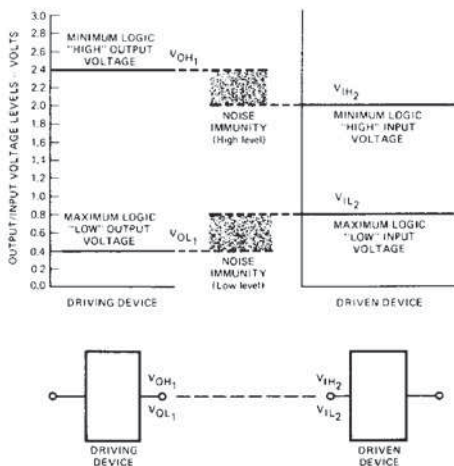 OUTPUT/INPUT VOLTAGE LEVELS - VOLTS
3.0
2.8
2.6
2.4
2.2
2.0
1.8
1.6
1.4
1.2
1.0
0.8
0.6
0.4
0.2
0.0
MINIMUM LOGIC
"HIGH" OUTPUT
VOLTAGE
VOH1
NOISE
IMMUNITY
(High level)
VIH2
MINIMUM LOGIC
"HIGH" INPUT
VOLTAGE
MAXIMUM LOGIC
"LOW" OUTPUT
VOLTAGE
VOL1
NOISE
IMMUNITY
(Low level)
VIL2
MAXIMUM LOGIC
"LOW" INPUT
VOLTAGE
DRIVING DEVICE
DRIVEN DEVICE
VOH1
VOL1
VIH2
VIL2
DRIVING
DEVICE
DRIVEN
DEVICE